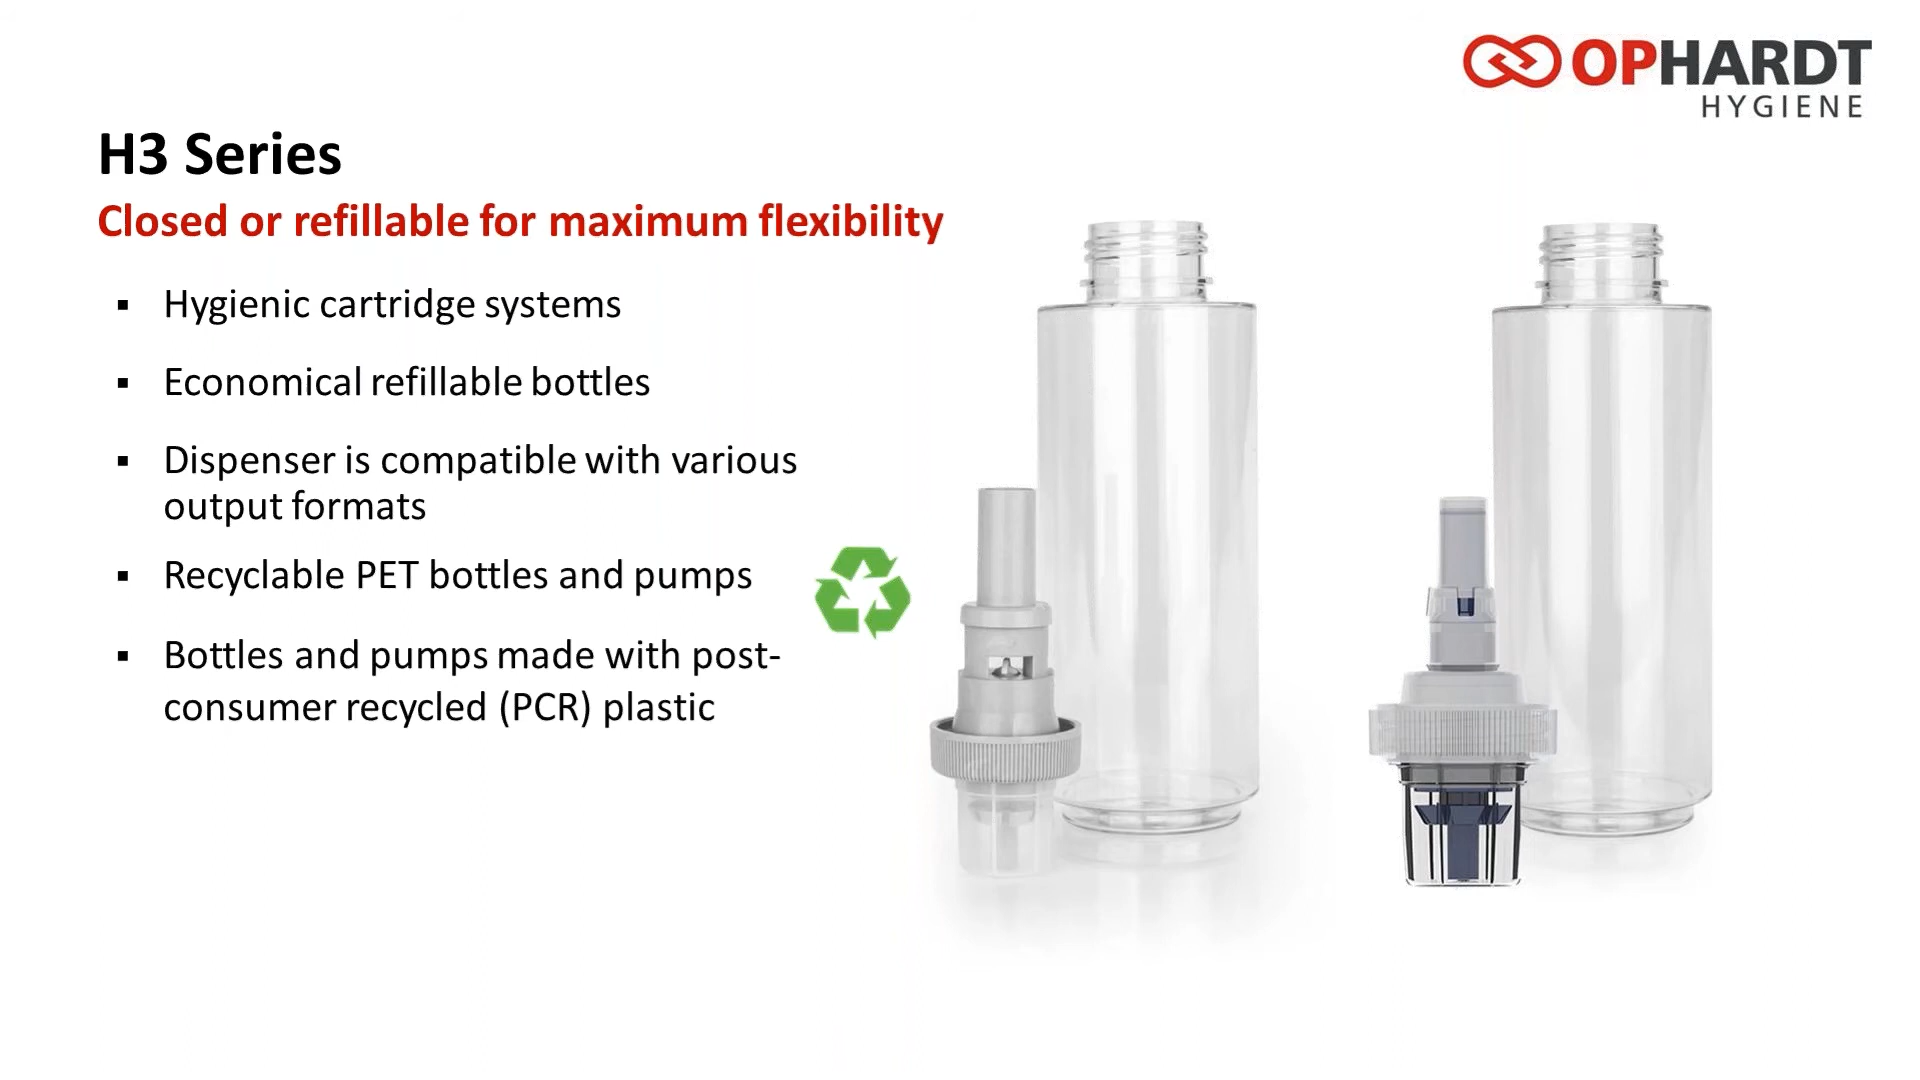 OPHARDT
HYGIENE
H3 Series
Closed or refillable for maximum flexibility
▪ Hygienic cartridge systems
▪ Economical refillable bottles
▪ Dispenser is compatible with various
output formats
▪ Recyclable PET bottles and pumps
▪ Bottles and pumps made with post-
consumer recycled (PCR) plastic